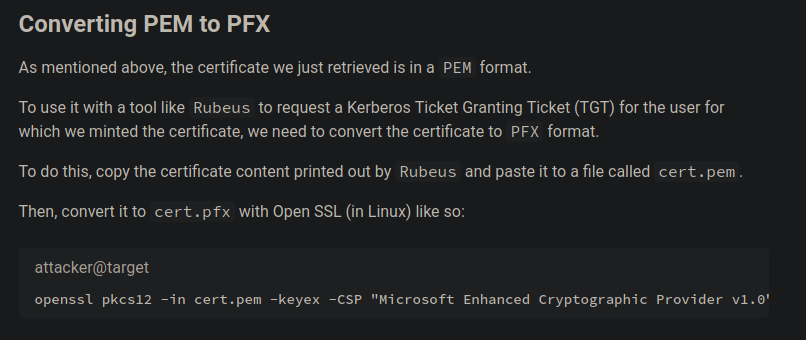 Converting PEM to PFX
As mentioned above, the certificate we just retrieved is in a PEM format.
To use it with a tool like Rubeus to request a Kerberos Ticket Granting Ticket (TGT) for the user for
which we minted the certificate, we need to convert the certificate to PFX format.
To do this, copy the certificate content printed out by Rubeus and paste it to a file called cert.pem.
Then, convert it to cert.pfx with Open SSL (in Linux) like so:
attacker@target
openssl pkcs12 -in cert.pem -keyex -CSP "Microsoft Enhanced Cryptographic Provider v1.0"